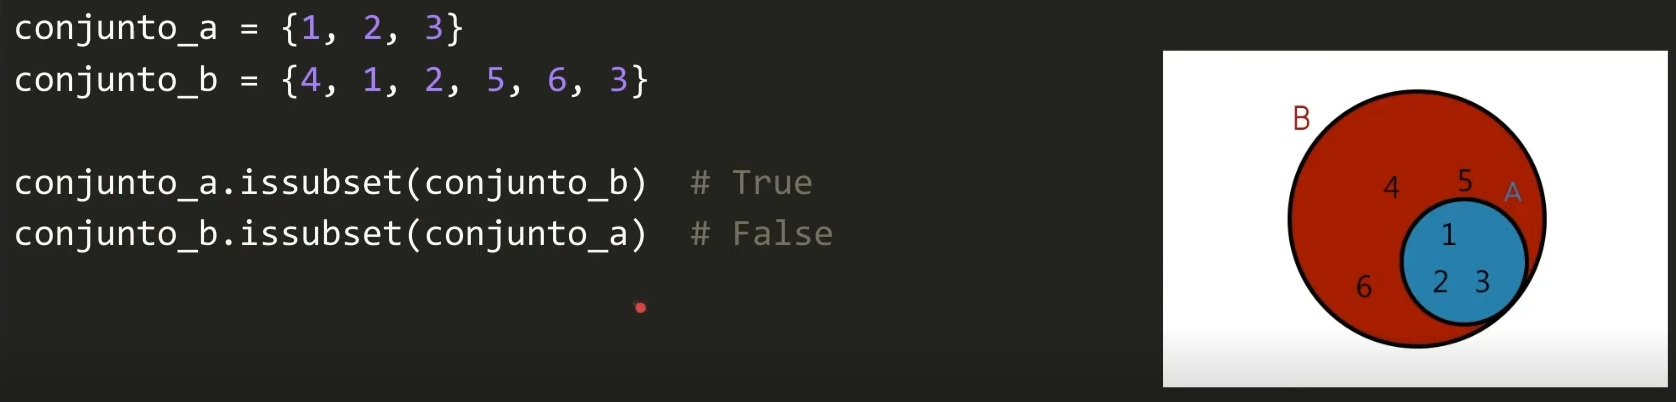 conjunto_a = {1, 2, 3}
conjunto_b = {4, 1, 2, 5, 6, 3}
conjunto_a.issubset(conjunto_b)  # True
conjunto_b.issubset(conjunto_a)  # False
B
4 5 A
1
6 2 3